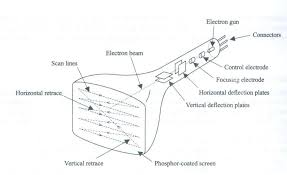 Electron gun
Connectors
Electron beam
Scan lines
Control electrode
Horizontal retrace
Focusing electrode
Horizontal deflection plates
Vertical deflection plates
Vertical retrace
Phosphor-coated screen